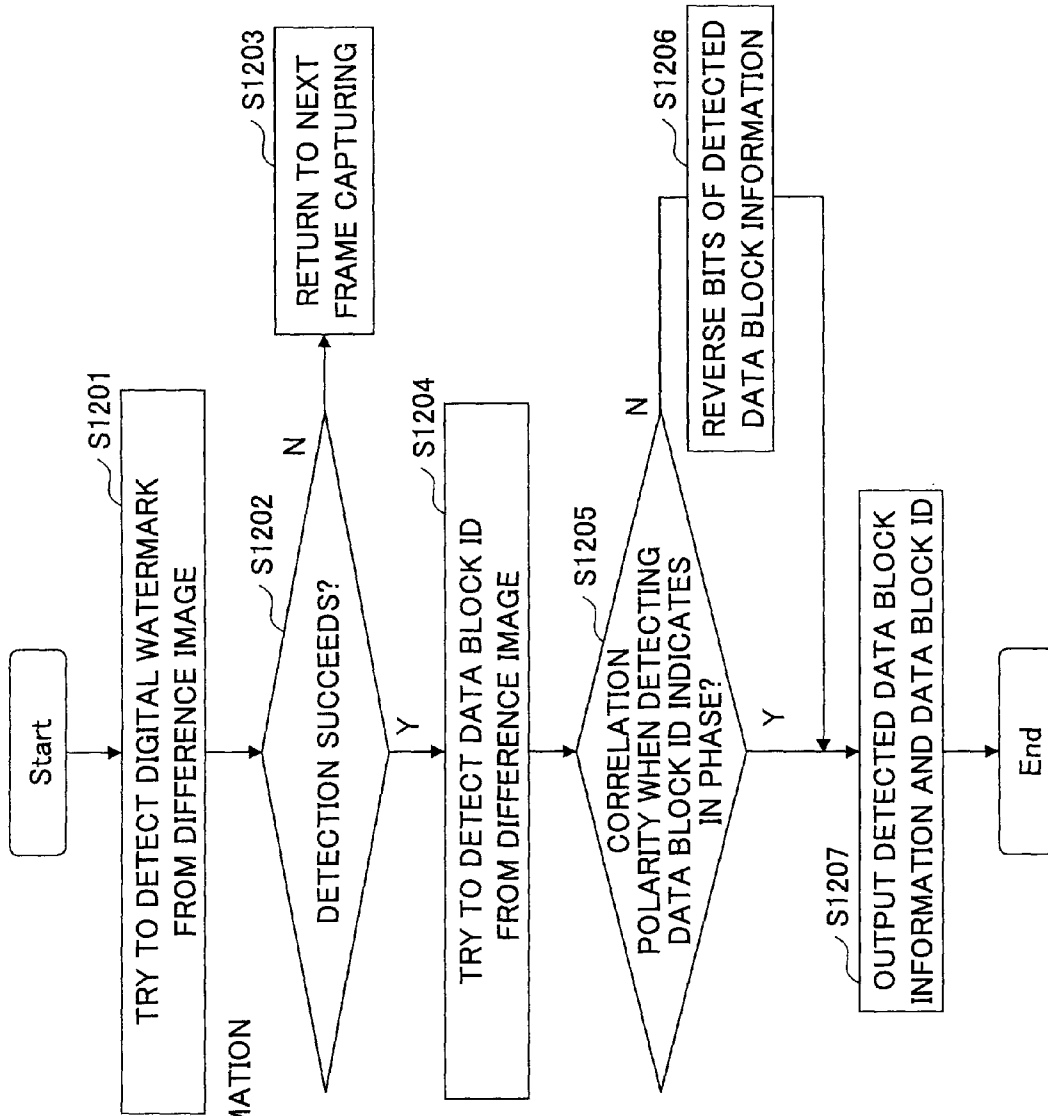 Start
S1201
TRY TO DETECT DIGITAL WATERMARK
FROM DIFFERENCE IMAGE
MATION
S1202
DETECTION SUCCEEDS?
N
Y
S1203
RETURN TO NEXT
FRAME CAPTURING
S1204
TRY TO DETECT DATA BLOCK ID
FROM DIFFERENCE IMAGE
S1205
CORRELATION
POLARITY WHEN DETECTING
DATA BLOCK ID INDICATES
IN PHASE?
N
Y
S1206
REVERSE BITS OF DETECTED
DATA BLOCK INFORMATION
S1207
OUTPUT DETECTED DATA BLOCK
INFORMATION AND DATA BLOCK ID
End